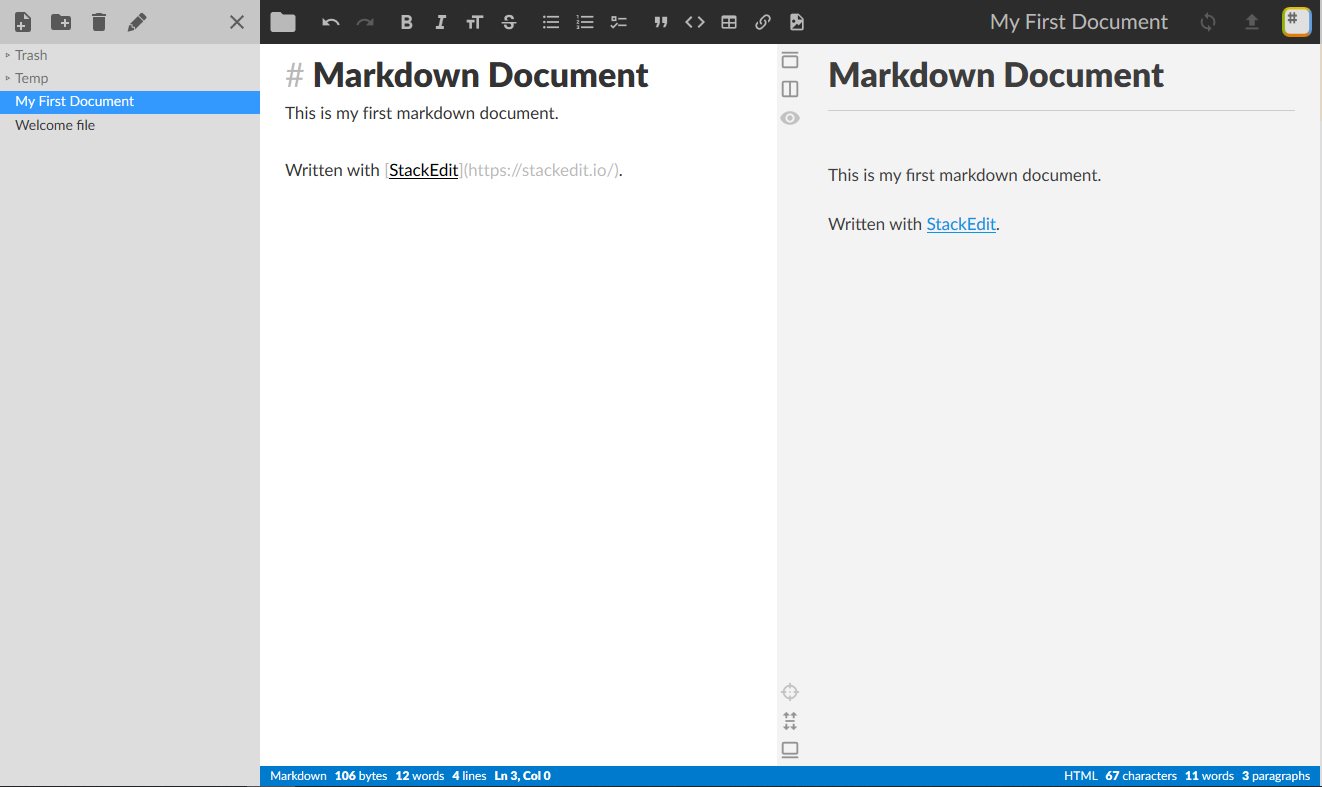 My First Document
Trash
Temp
My First Document
Welcome file
# Markdown Document
This is my first markdown document.
Written with [StackEdit](https://stackedit.io/).
Markdown Document
This is my first markdown document.
Written with StackEdit.
Markdown 106 bytes 12 words 4 lines Ln 3, Col 0
HTML 67 characters 11 words 3 paragraphs